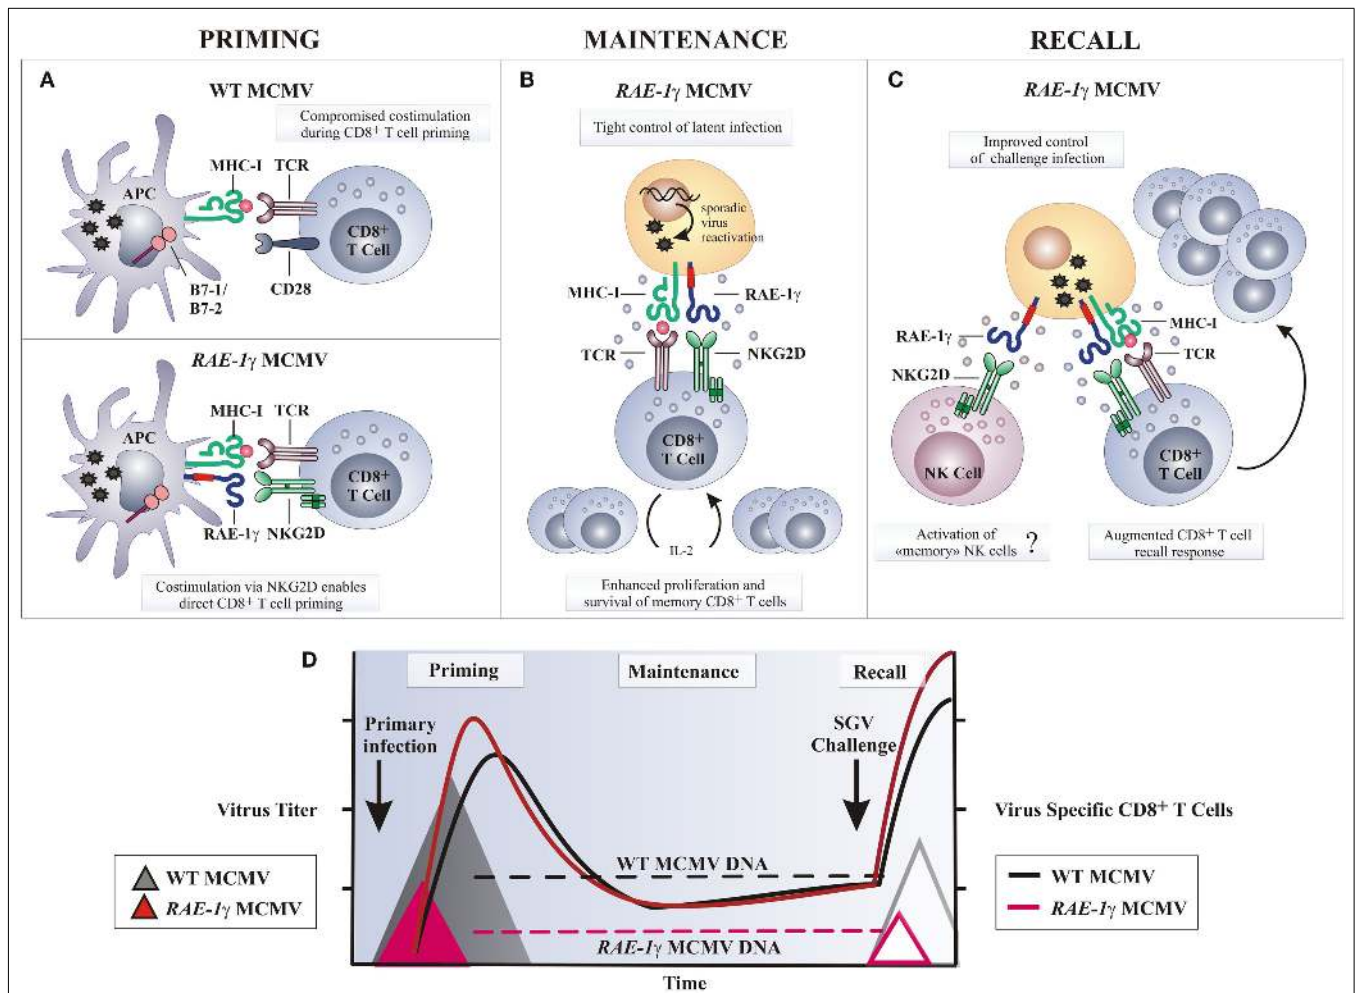 PRIMING
MAINTENANCE
RECALL
A
WT MCMV
Compromised costimulation
during CD8+ T cell priming
MHC-I
TCR
APC
CD8+
T Cell
B7-1/
B7-2
CD28
RAE-1γ MCMV
MHC-I
TCR
APC
CD8+
T Cell
RAE-1γ
NKG2D
Costimulation via NKG2D enables
direct CD8+ T cell priming
B
RAE-1γ MCMV
Tight control of latent infection
sporadic
virus
reactivation
MHC-I
RAE-1γ
TCR
NKG2D
CD8+
T Cell
IL-2
Enhanced proliferation and
survival of memory CD8+ T cells
C
RAE-1γ MCMV
Improved control
of challenge infection
RAE-1γ
MHC-I
TCR
NKG2D
NK Cell
CD8+
T Cell
Activation of
«memory» NK cells ?
Augmented CD8+ T cell
recall response
D
Priming
Maintenance
Recall
Primary
infection
SGV
Challenge
Vitrus Titer
Virus Specific CD8+ T Cells
WT MCMV DNA
WT MCMV
RAE-1γ MCMV
WT MCMV
RAE-1γ MCMV
RAE-1γ MCMV DNA
Time